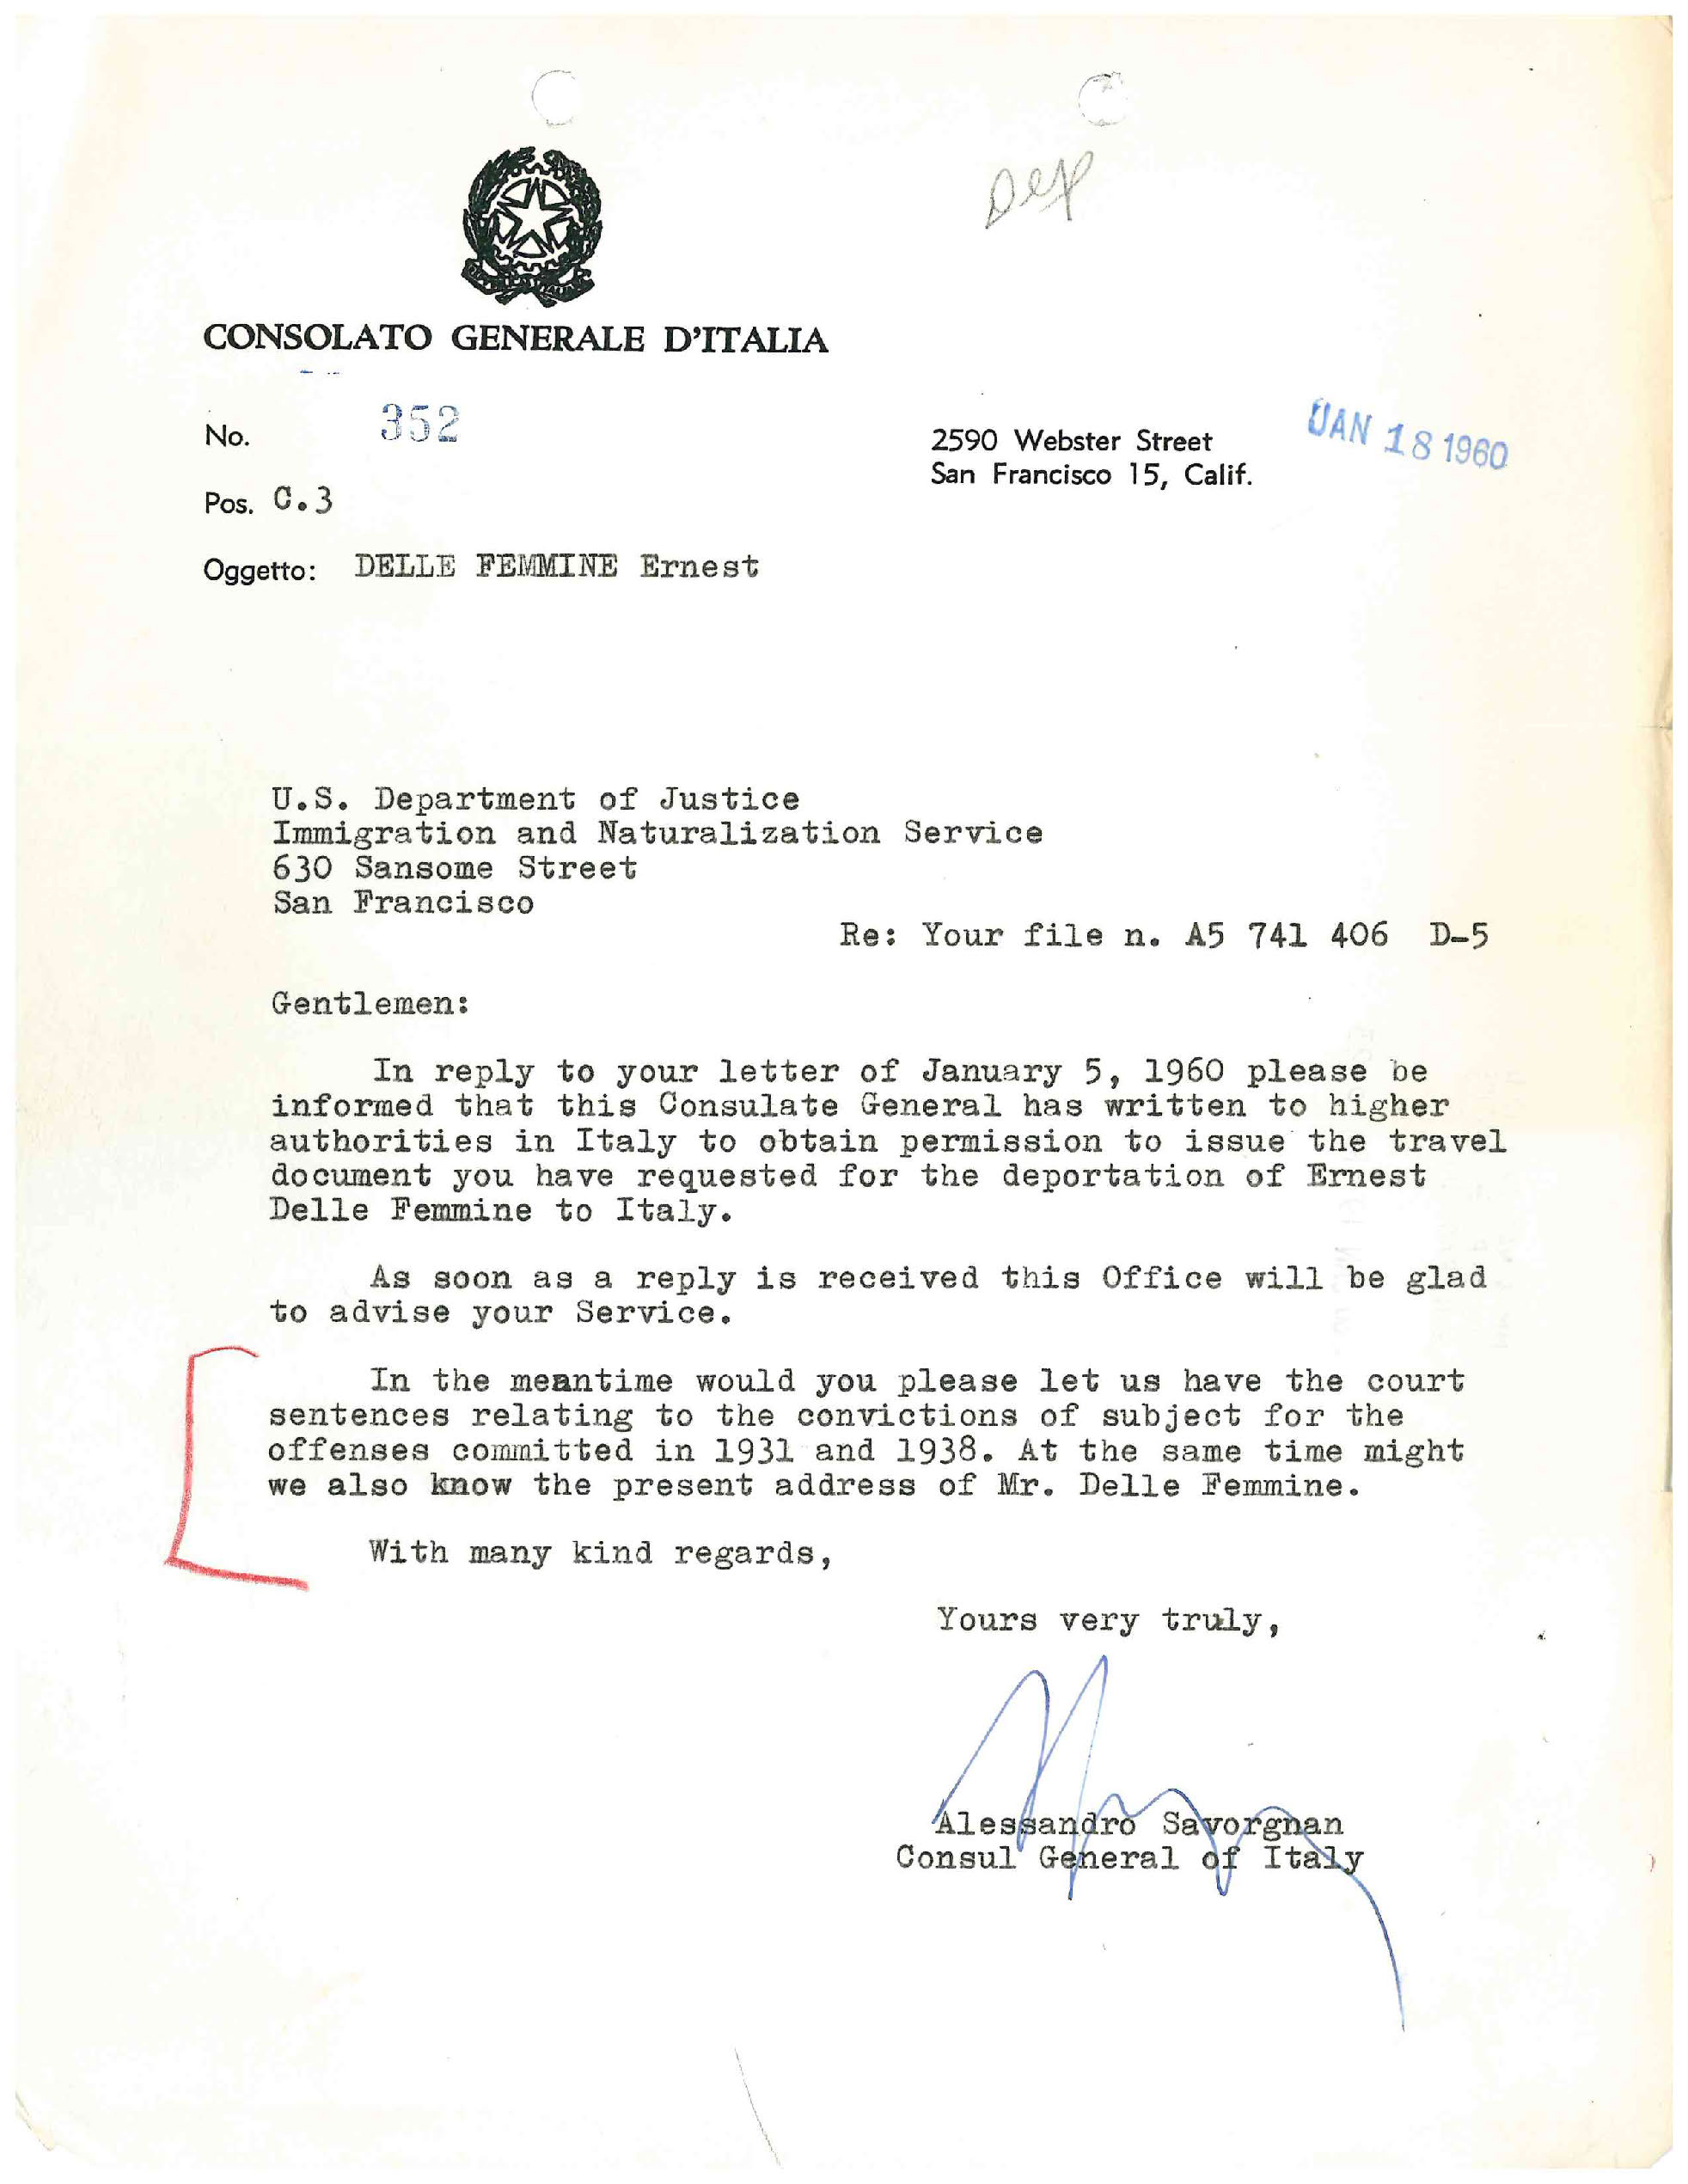 Dep
CONSOLATO GENERALE D'ITALIA
No. 352
2590 Webster Street
San Francisco 15, Calif.
JAN 18 1960
Pos. C.3
Oggetto: DELLE FEMMINE Ernest
U.S. Department of Justice
Immigration and Naturalization Service
630 Sansome Street
San Francisco
Re: Your file n. A5 741 406 D-5
Gentlemen:
In reply to your letter of January 5, 1960 please be
informed that this Consulate General has written to higher
authorities in Italy to obtain permission to issue the travel
document you have requested for the deportation of Ernest
Delle Femmine to Italy.
As soon as a reply is received this Office will be glad
to advise your Service.
In the meantime would you please let us have the court
sentences relating to the convictions of subject for the
offenses committed in 1931 and 1938. At the same time might
we also know the present address of Mr. Delle Femmine.
With many kind regards,
Yours very truly,
Alessandro Savorgnan
Consul General of Italy